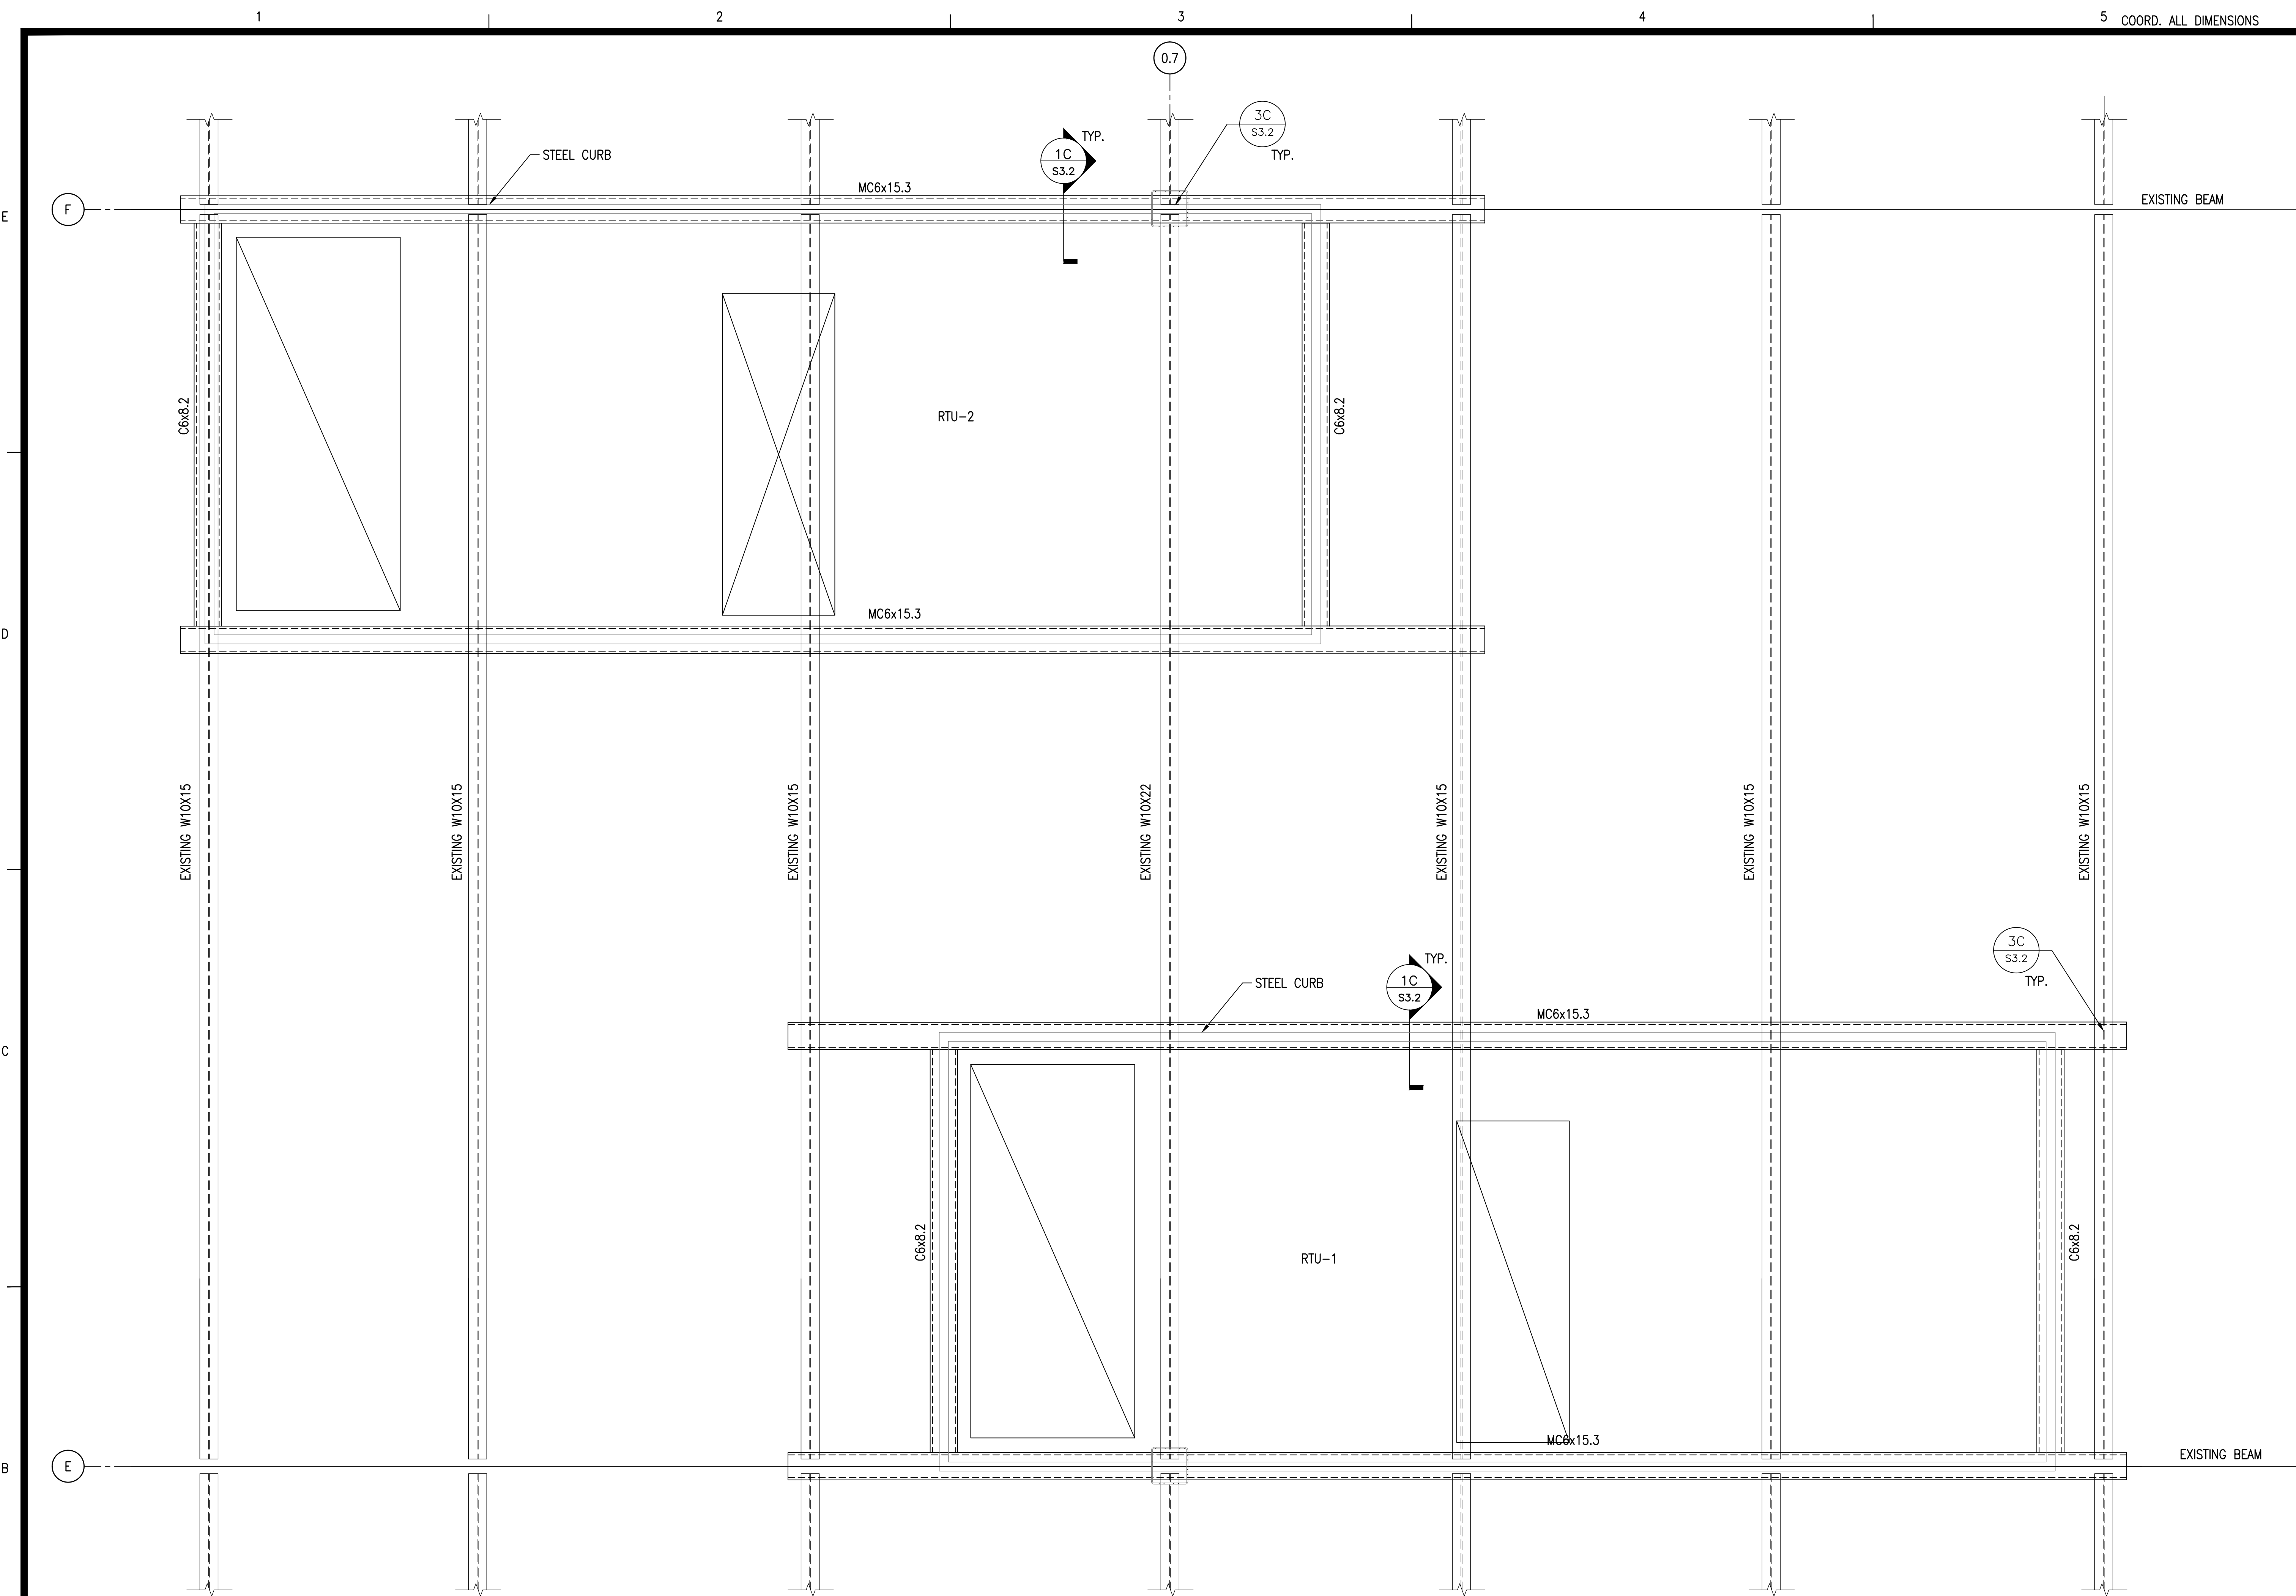 1 2 3 4 5 COORD. ALL DIMENSIONS
0.7
3C
S3.2
TYP.
TYP.
1C
S3.2
STEEL CURB
MC6x15.3
F
E
EXISTING BEAM
C6x8.2
RTU-2
C6x8.2
MC6x15.3
D
EXISTING W10X15
EXISTING W10X15
EXISTING W10X15
EXISTING W10X22
EXISTING W10X15
EXISTING W10X15
EXISTING W10X15
3C
S3.2
TYP.
TYP.
1C
S3.2
STEEL CURB
MC6x15.3
C
C6x8.2
RTU-1
C6x8.2
MC6x15.3
E
B
EXISTING BEAM